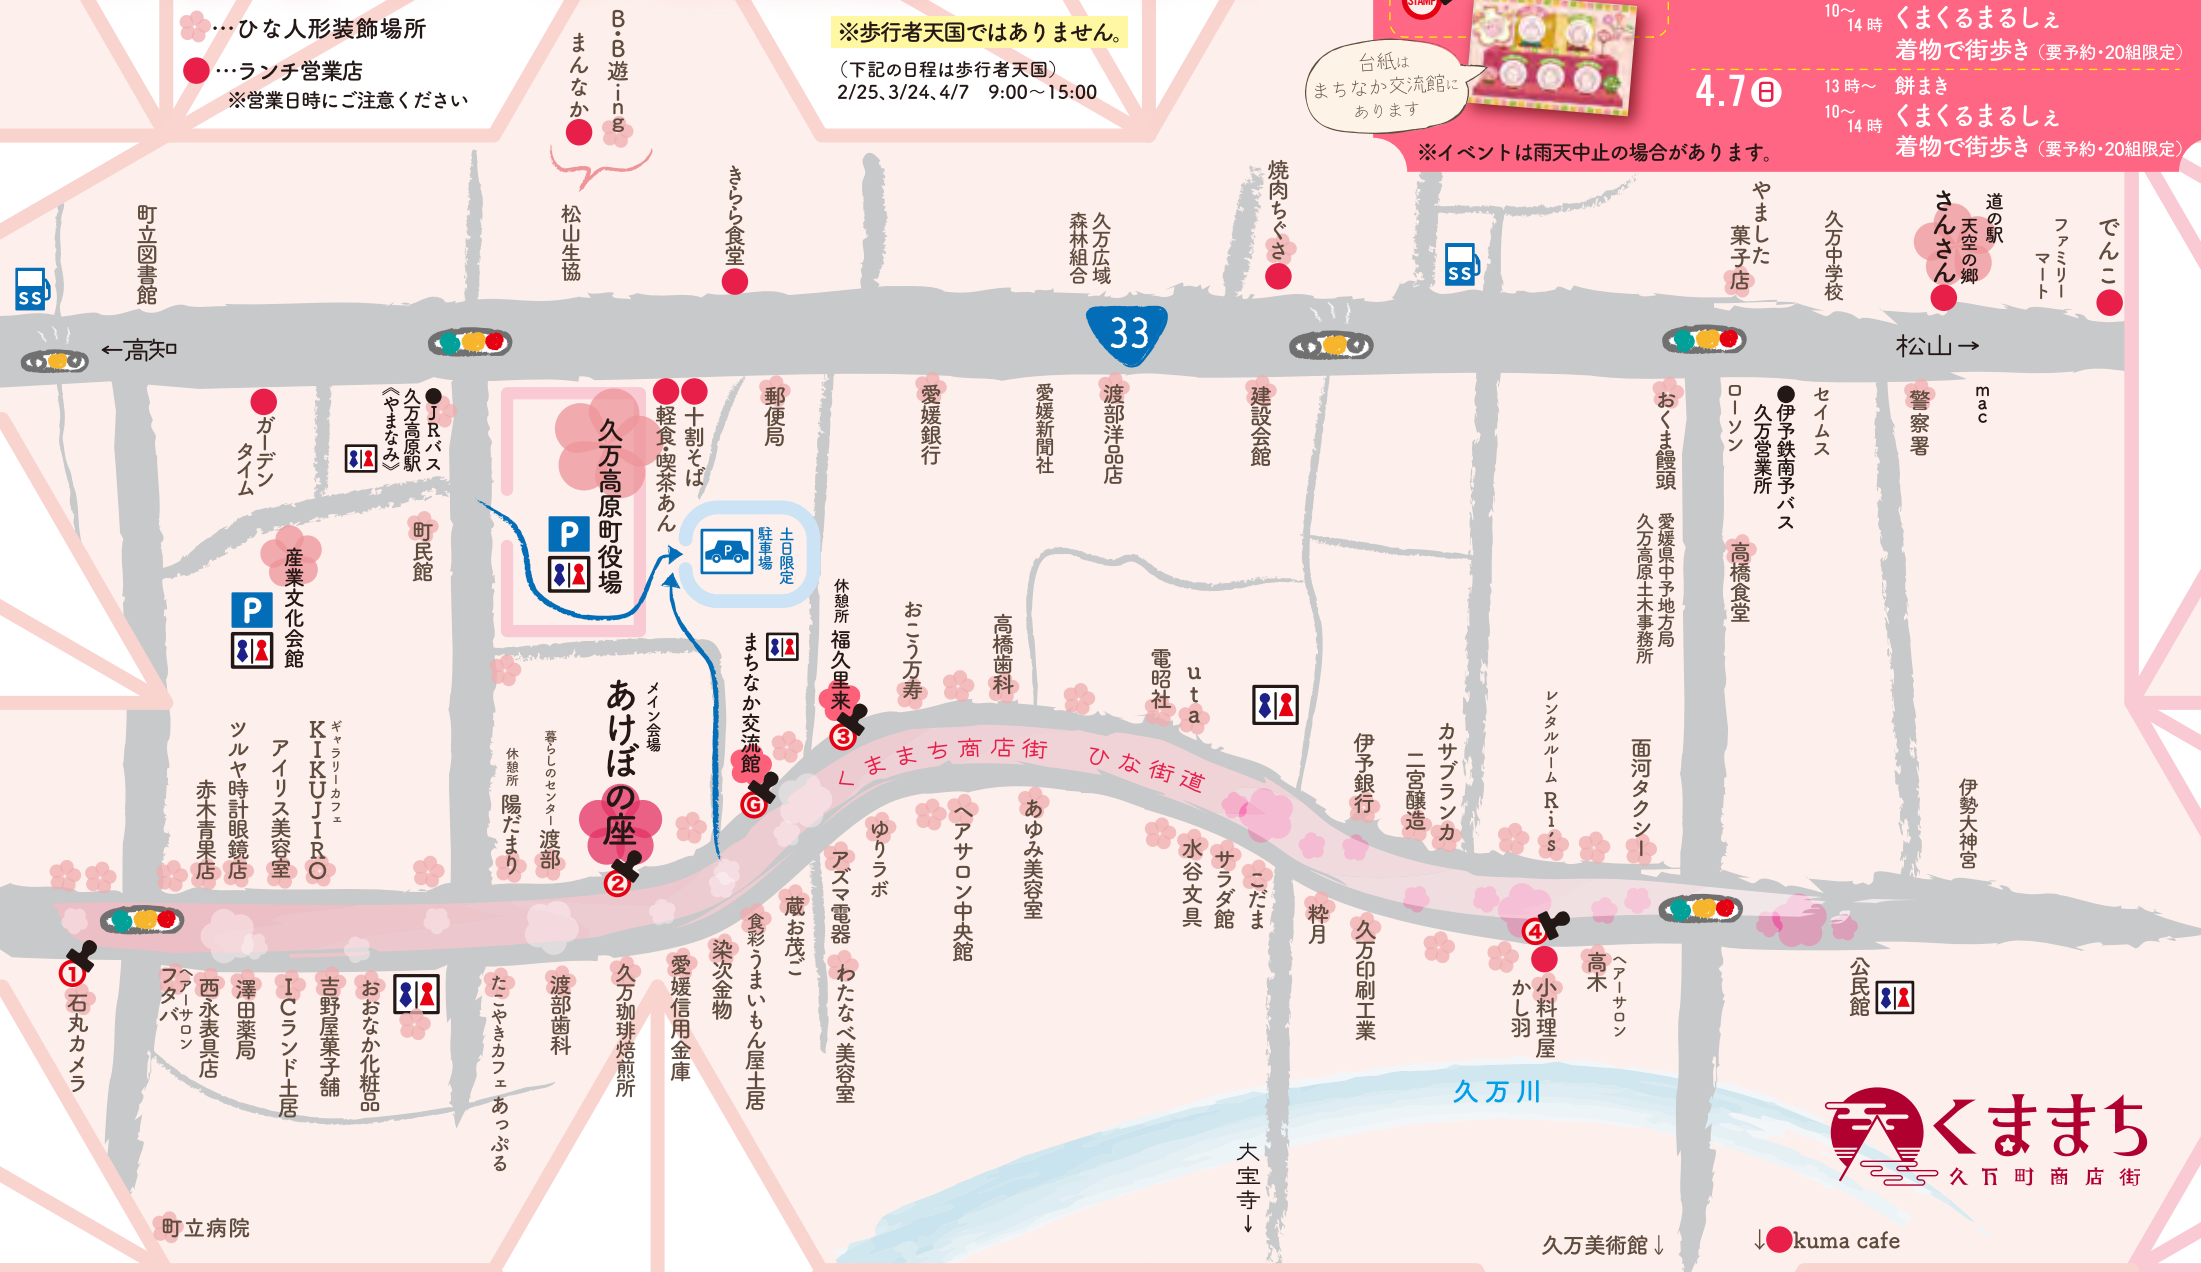 …ひな人形装飾場所
…ランチ営業店
※営業日時にご注意ください
まんなか
B・B遊・ing
※歩行者天国ではありません。
（下記の日程は歩行者天国）
2/25、3/24、4/7　9:00〜15:00
STAMP
台紙は
まちなか交流館に
あります
10〜14時 くまくるまるしぇ
着物で街歩き（要予約・20組限定）
4.7日
13時〜 餅まき
10〜14時 くまくるまるしぇ
着物で街歩き（要予約・20組限定）
※イベントは雨天中止の場合があります。
町立図書館
松山生協
きらら食堂
久万広域
森林組合
焼肉ちぐさ
やました
菓子店
久万中学校
道の駅
天空の郷
さんさん
ファミリー
マート
でんこ
SS
SS
←高知
33
松山→
ガーデン
タイム
JRバス
久万高原駅
《やまなみ》
久万高原町役場
P
軽食・喫茶あん
十割そば
郵便局
愛媛銀行
愛媛新聞社
渡部洋品店
建設会館
おくま饅頭
ローソン
伊予鉄南予バス
久万営業所
セイムス
警察署
mac
町民館
産業文化会館
P
土日限定
駐車場
P
愛媛県中予地方局
久万高原土木事務所
高橋食堂
休憩所
福久里来
③
まちなか交流館
G
おこう万寿
高橋歯科
電昭社
uta
メイン会場
あけぼの座
②
暮らしのセンター
渡部
休憩所
陽だまり
ギャラリーカフェ
KIKUJIRO
アイリス美容室
ツルヤ時計眼鏡店
赤木青果店
くままち商店街　ひな街道
伊予銀行
二宮醸造
カサブランカ
レンタルルーム
Ri's
面河タクシー
伊勢大神宮
①
石丸カメラ
ヘアーサロン
フタバ
西永表具店
澤田薬局
ICランド土居
吉野屋菓子舗
おおなか化粧品
たこやきカフェ あっぷる
渡部歯科
久万珈琲焙煎所
愛媛信用金庫
染次金物
食彩うまいもん屋土居
蔵お茂ご
アズマ電器
わたなべ美容室
ゆりラボ
ヘアサロン中央館
あゆみ美容室
水谷文具
サラダ館
こだま
粋月
久万印刷工業
④
小料理屋
かし羽
ヘアーサロン
高木
公民館
久万川
大宝寺↓
町立病院
久万美術館↓
↓kuma cafe
くままち
久万町商店街